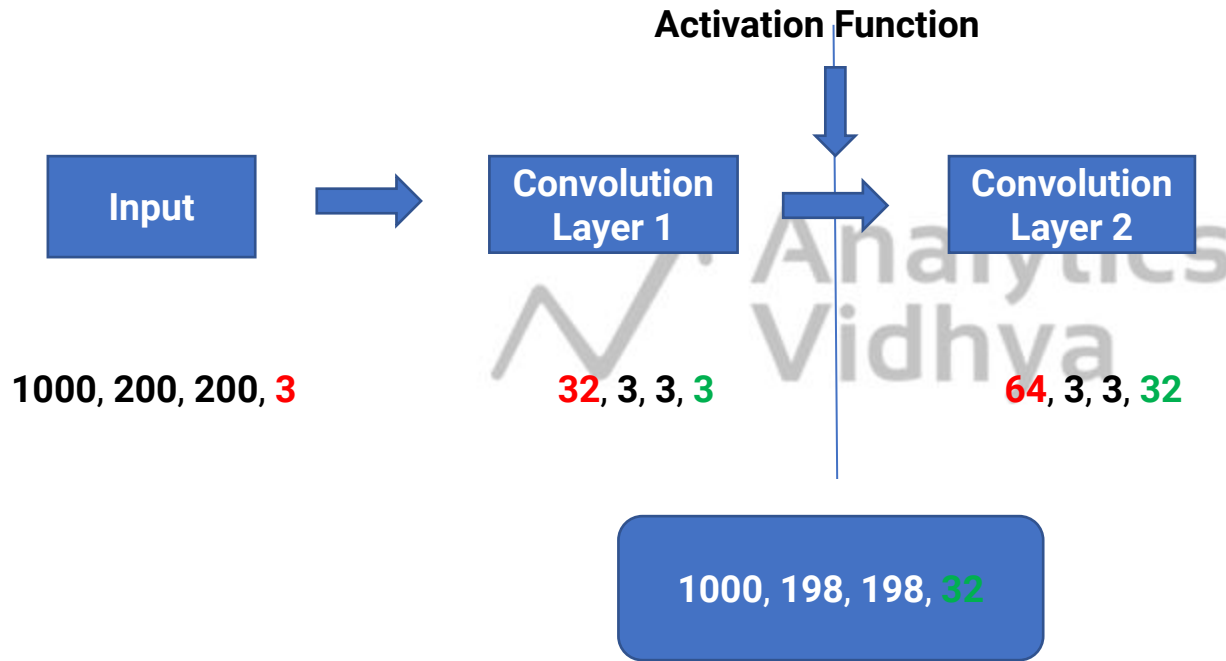 Activation Function
Input
Convolution
Layer 1
Convolution
Layer 2
Analytics
Vidhya
1000, 200, 200, 3
32, 3, 3, 3
64, 3, 3, 32
1000, 198, 198, 32